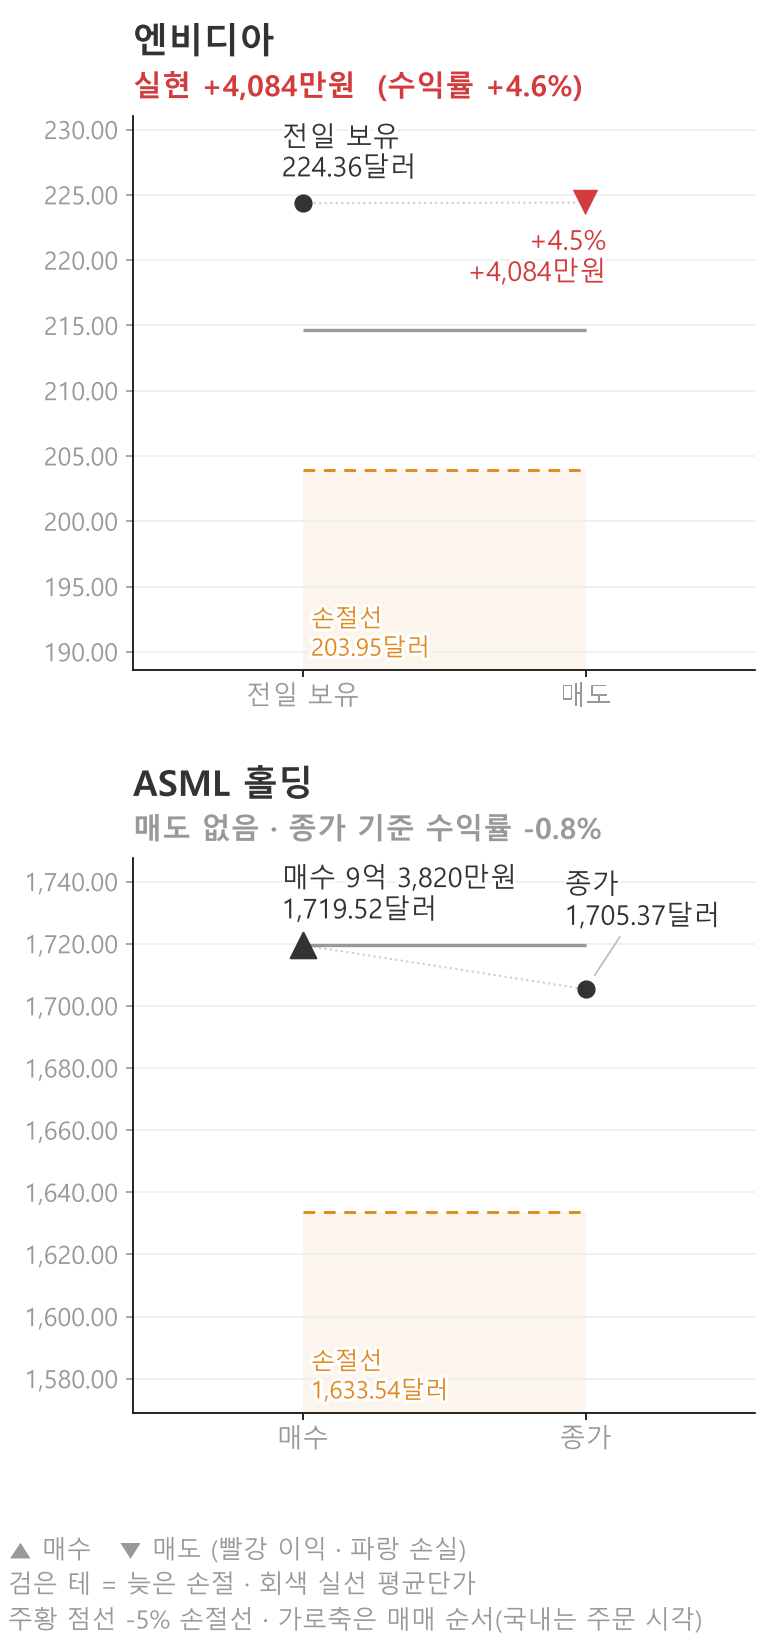 엔비디아
실현 +4,084만원 (수익률 +4.6%)
230.00
전일 보유
224.36달러
225.00
+4.5%
220.00
+4,084만원
215.00
210.00
205.00
200.00
195.00
손절선
203.95달러
190.00
전일 보유 매도
ASML 홀딩
매도 없음 · 종가 기준 수익률 -0.8%
1,740.00
매수 9억 3,820만원
1,719.52달러
종가
1,705.37달러
1,720.00
1,700.00
1,680.00
1,660.00
1,640.00
1,620.00
1,600.00
손절선
1,633.54달러
1,580.00
매수 종가
▲ 매수 ▼ 매도 (빨강 이익 · 파랑 손실)
검은 테 = 늦은 손절 · 회색 실선 평균단가
주황 점선 -5% 손절선 · 가로축은 매매 순서(국내는 주문 시각)